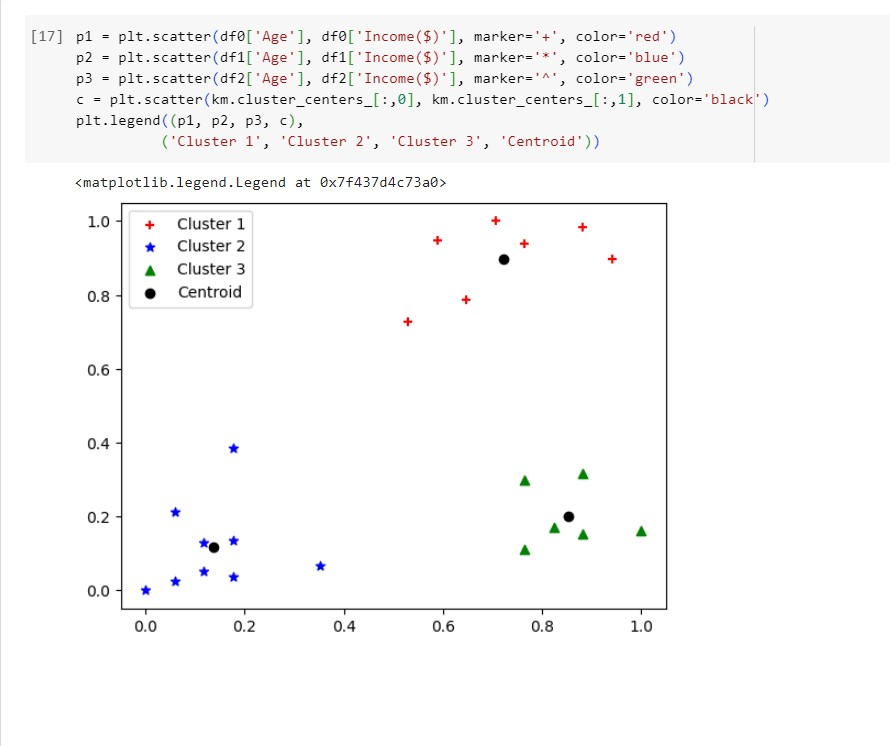 [17] p1 = plt.scatter(df0['Age'], df0['Income($)'], marker='+', color='red')
p2 = plt.scatter(df1['Age'], df1['Income($)'], marker='*', color='blue')
p3 = plt.scatter(df2['Age'], df2['Income($)'], marker='^', color='green')
c = plt.scatter(km.cluster_centers_[:,0], km.cluster_centers_[:,1], color='black')
plt.legend((p1, p2, p3, c),
('Cluster 1', 'Cluster 2', 'Cluster 3', 'Centroid'))
<matplotlib.legend.Legend at 0x7f437d4c73a0>
Cluster 1
Cluster 2
Cluster 3
Centroid
1.0
0.8
0.6
0.4
0.2
0.0
0.0 0.2 0.4 0.6 0.8 1.0